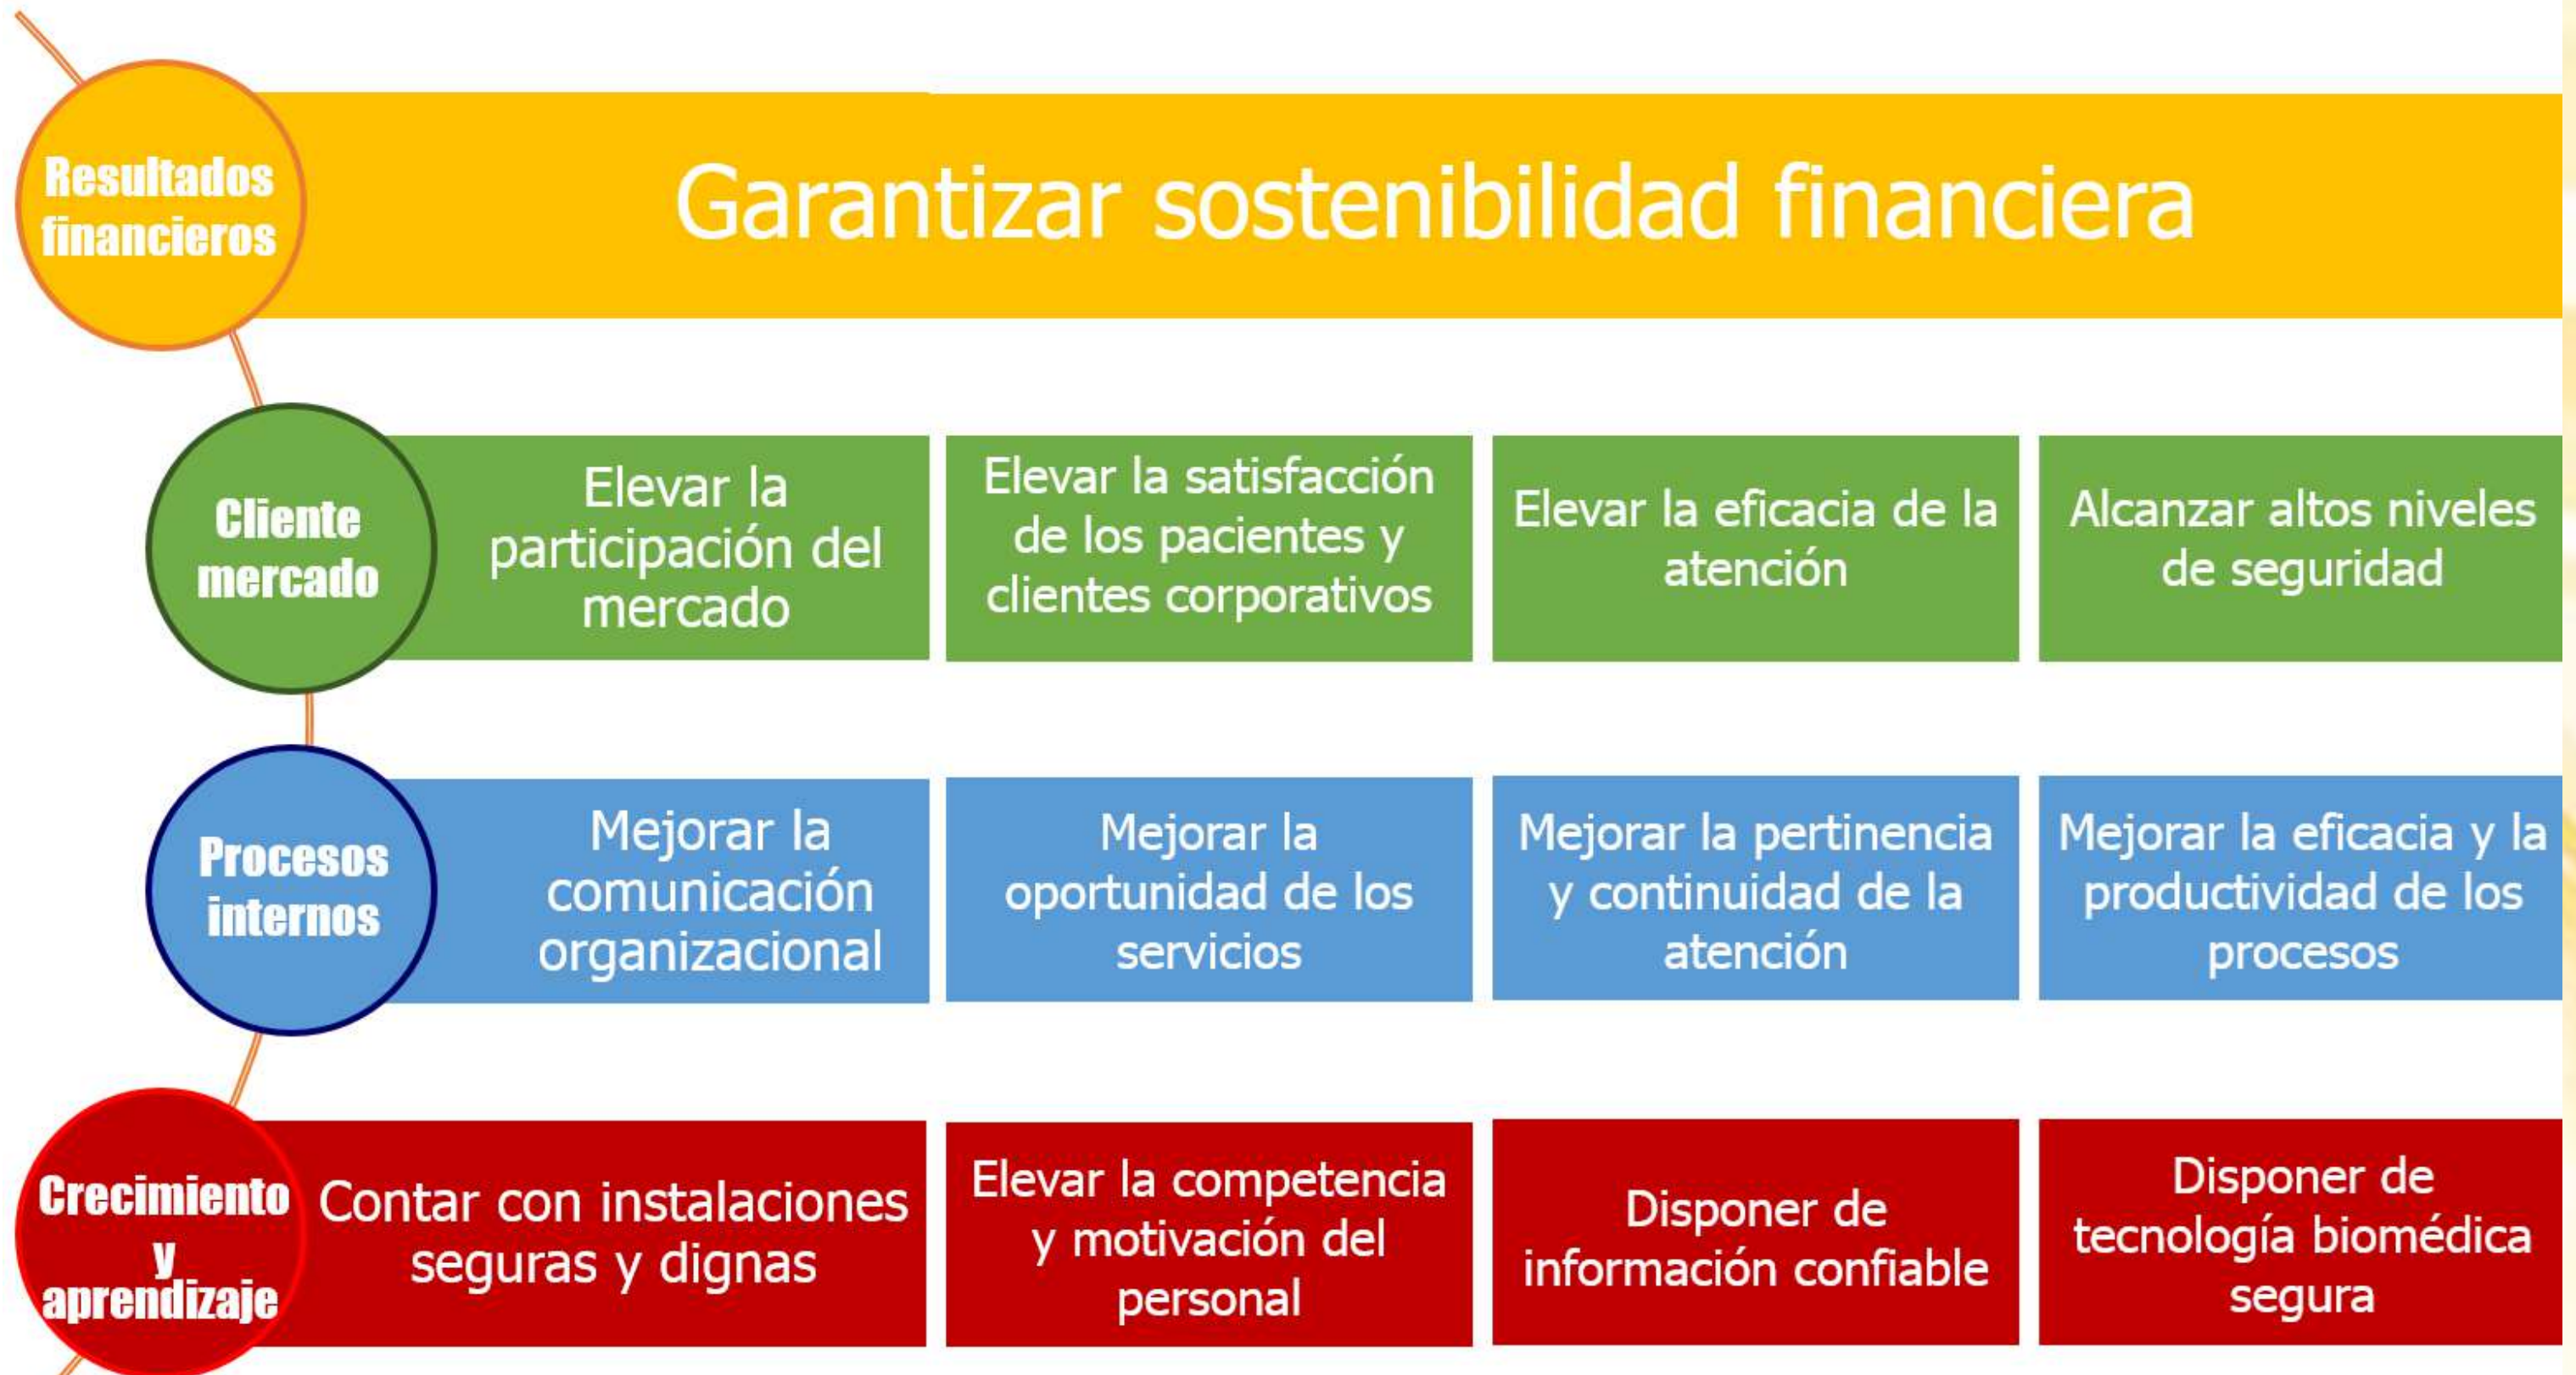 Resultados
financieros
Garantizar sostenibilidad financiera
Cliente
mercado
Elevar la
participación del
mercado
Elevar la satisfacción
de los pacientes y
clientes corporativos
Elevar la eficacia de la
atención
Alcanzar altos niveles
de seguridad
Procesos
internos
Mejorar la
comunicación
organizacional
Mejorar la
oportunidad de los
servicios
Mejorar la pertinencia
y continuidad de la
atención
Mejorar la eficacia y la
productividad de los
procesos
Crecimiento
y
aprendizaje
Contar con instalaciones
seguras y dignas
Elevar la competencia
y motivación del
personal
Disponer de
información confiable
Disponer de
tecnología biomédica
segura